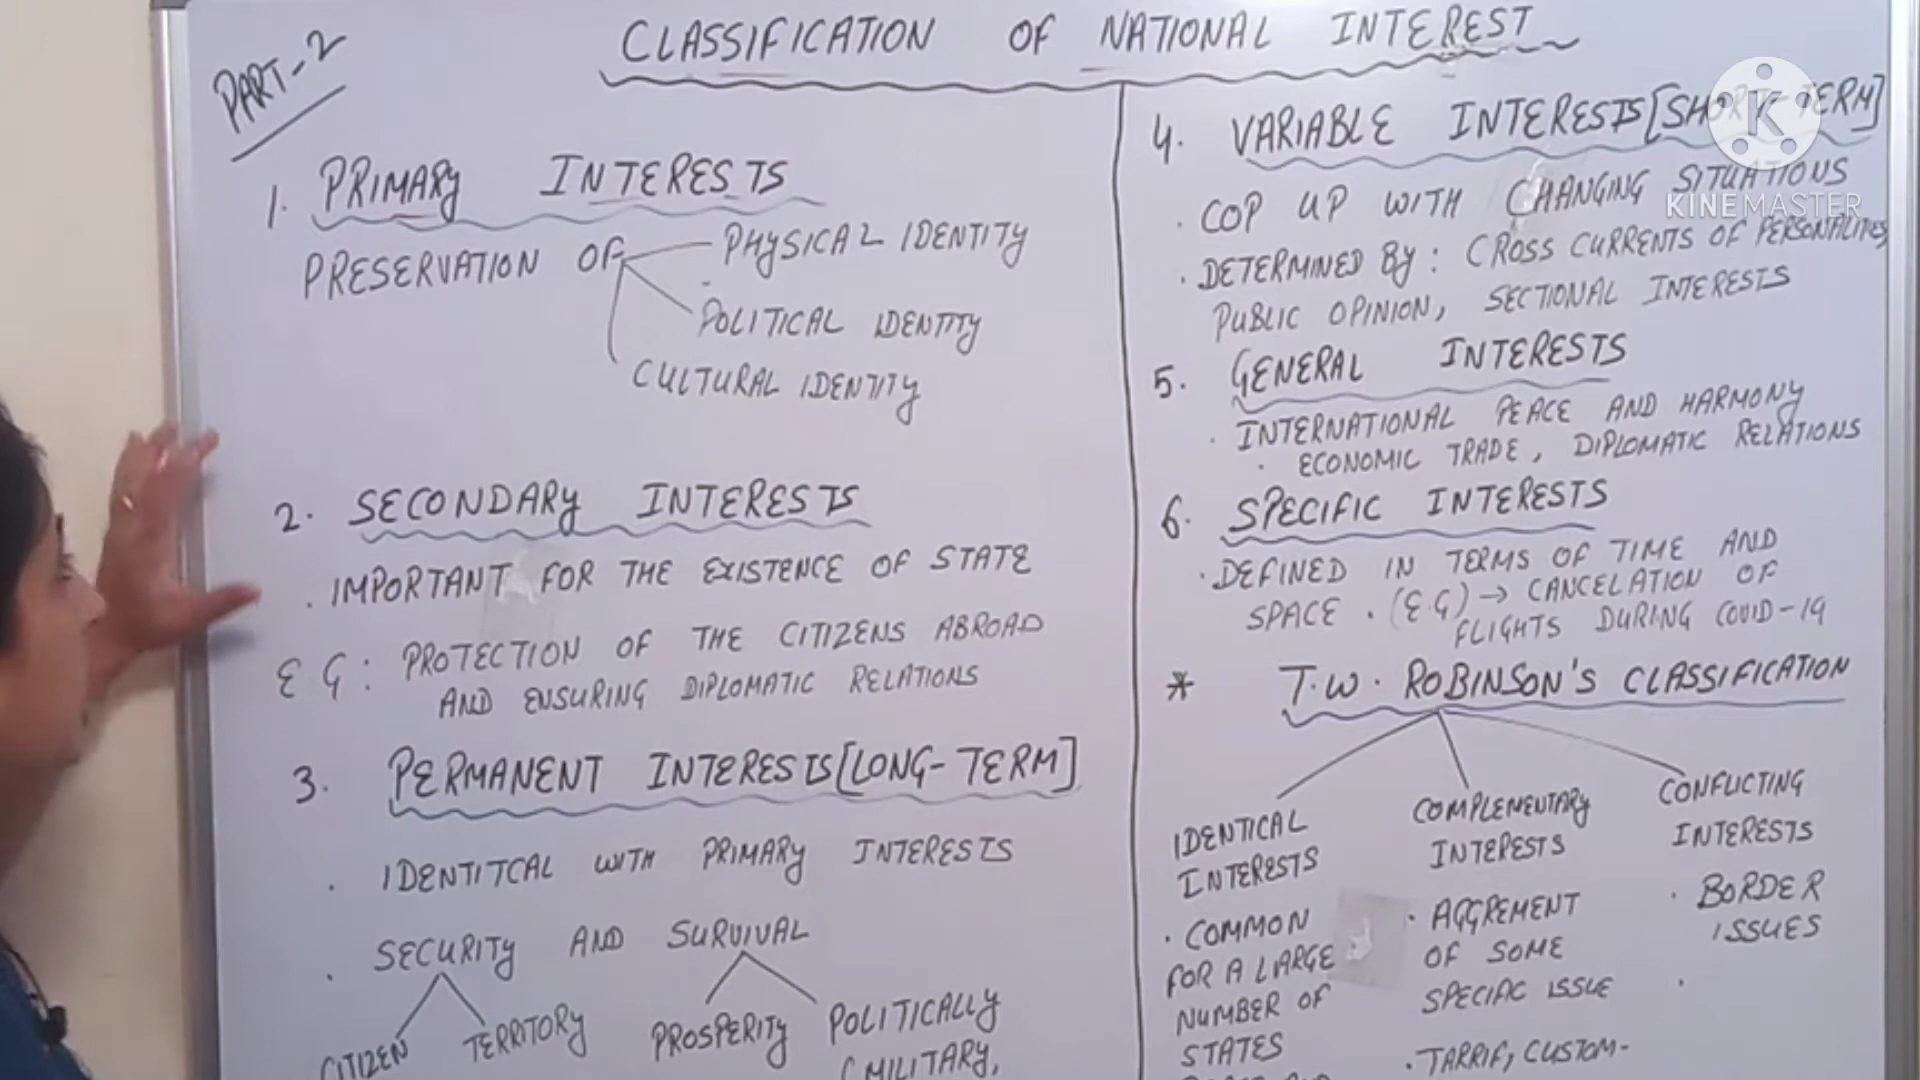 PART-2
CLASSIFICATION OF NATIONAL INTEREST
1. PRIMARY INTERESTS
PRESERVATION OF
PHYSICAL IDENTITY
POLITICAL IDENTITY
CULTURAL IDENTITY
2. SECONDARY INTERESTS
. IMPORTANT FOR THE EXISTENCE OF STATE
EG: PROTECTION OF THE CITIZENS ABROAD
AND ENSURING DIPLOMATIC RELATIONS
3. PERMANENT INTERESTS [LONG-TERM]
. IDENTITCAL WITH PRIMARY INTERESTS
. SECURITY AND SURVIVAL
CITIZEN TERRITORY PROSPERITY POLITICALLY
(MILITARY,
4. VARIABLE INTERESTS [SHORT-TERM]
. COP UP WITH CHANGING SITUATIONS
. DETERMINED BY: CROSS CURRENTS OF
PUBLIC OPINION, SECTIONAL INTERESTS
5. GENERAL INTERESTS
. INTERNATIONAL PEACE AND HARMONY
. ECONOMIC TRADE, DIPLOMATIC RELATIONS
6. SPECIFIC INTERESTS
. DEFINED IN TERMS OF TIME AND
SPACE. (E.G) → CANCELATION OF
FLIGHTS DURING COVID-19
* T.W. ROBINSON'S CLASSIFICATION
IDENTICAL
INTERESTS
. COMMON
FOR A LARGE
NUMBER OF
STATES
COMPLEMENTARY
INTERESTS
. AGGREMENT
OF SOME
ISSUE
. TARRIF, CUSTOM-
CONFLICTING
INTERESTS
. BORDER
ISSUES
.
K
KINEMASTER